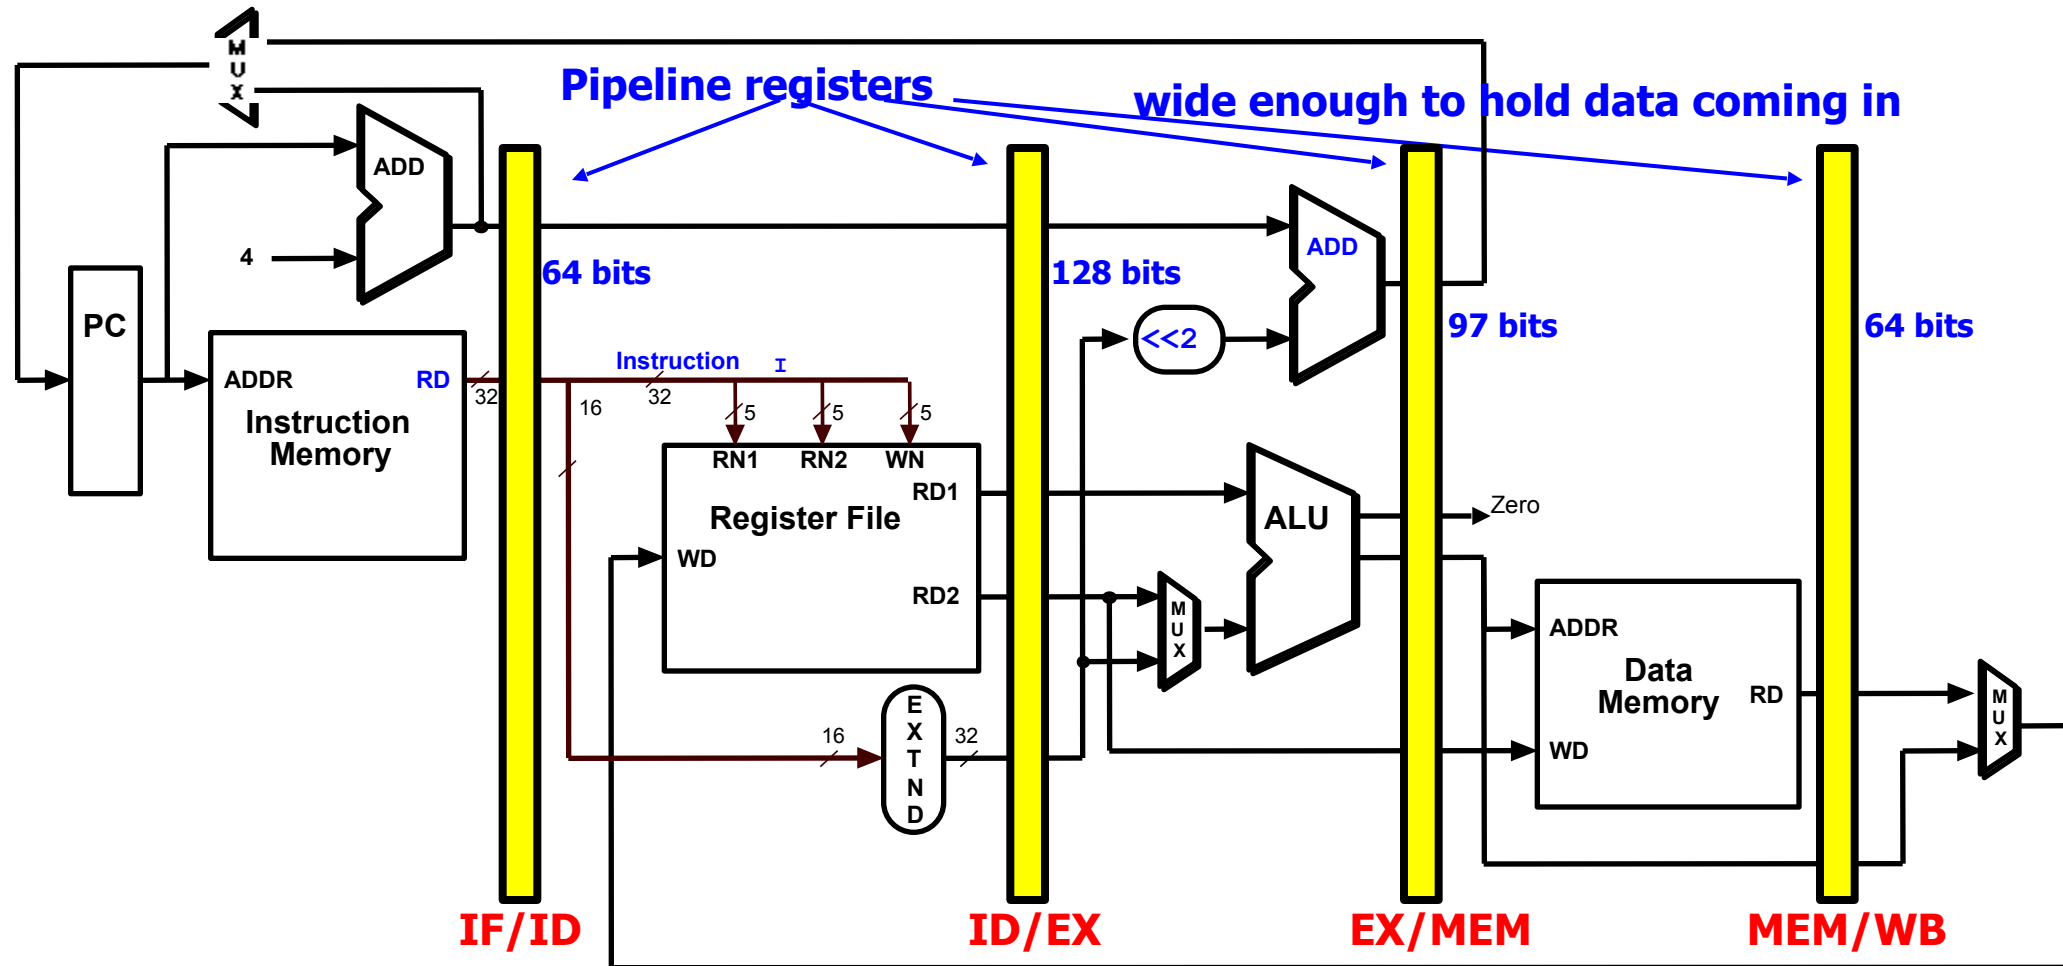 M
U
X
Pipeline registers
wide enough to hold data coming in
ADD
4
64 bits
128 bits
ADD
<<2
97 bits
64 bits
PC
ADDR
RD
Instruction
Memory
32
Instruction I
16
32
5
5
5
RN1
RN2
WN
RD1
Register File
WD
RD2
16
E
X
T
N
D
32
M
U
X
ALU
Zero
ADDR
Data
Memory
RD
WD
M
U
X
IF/ID
ID/EX
EX/MEM
MEM/WB